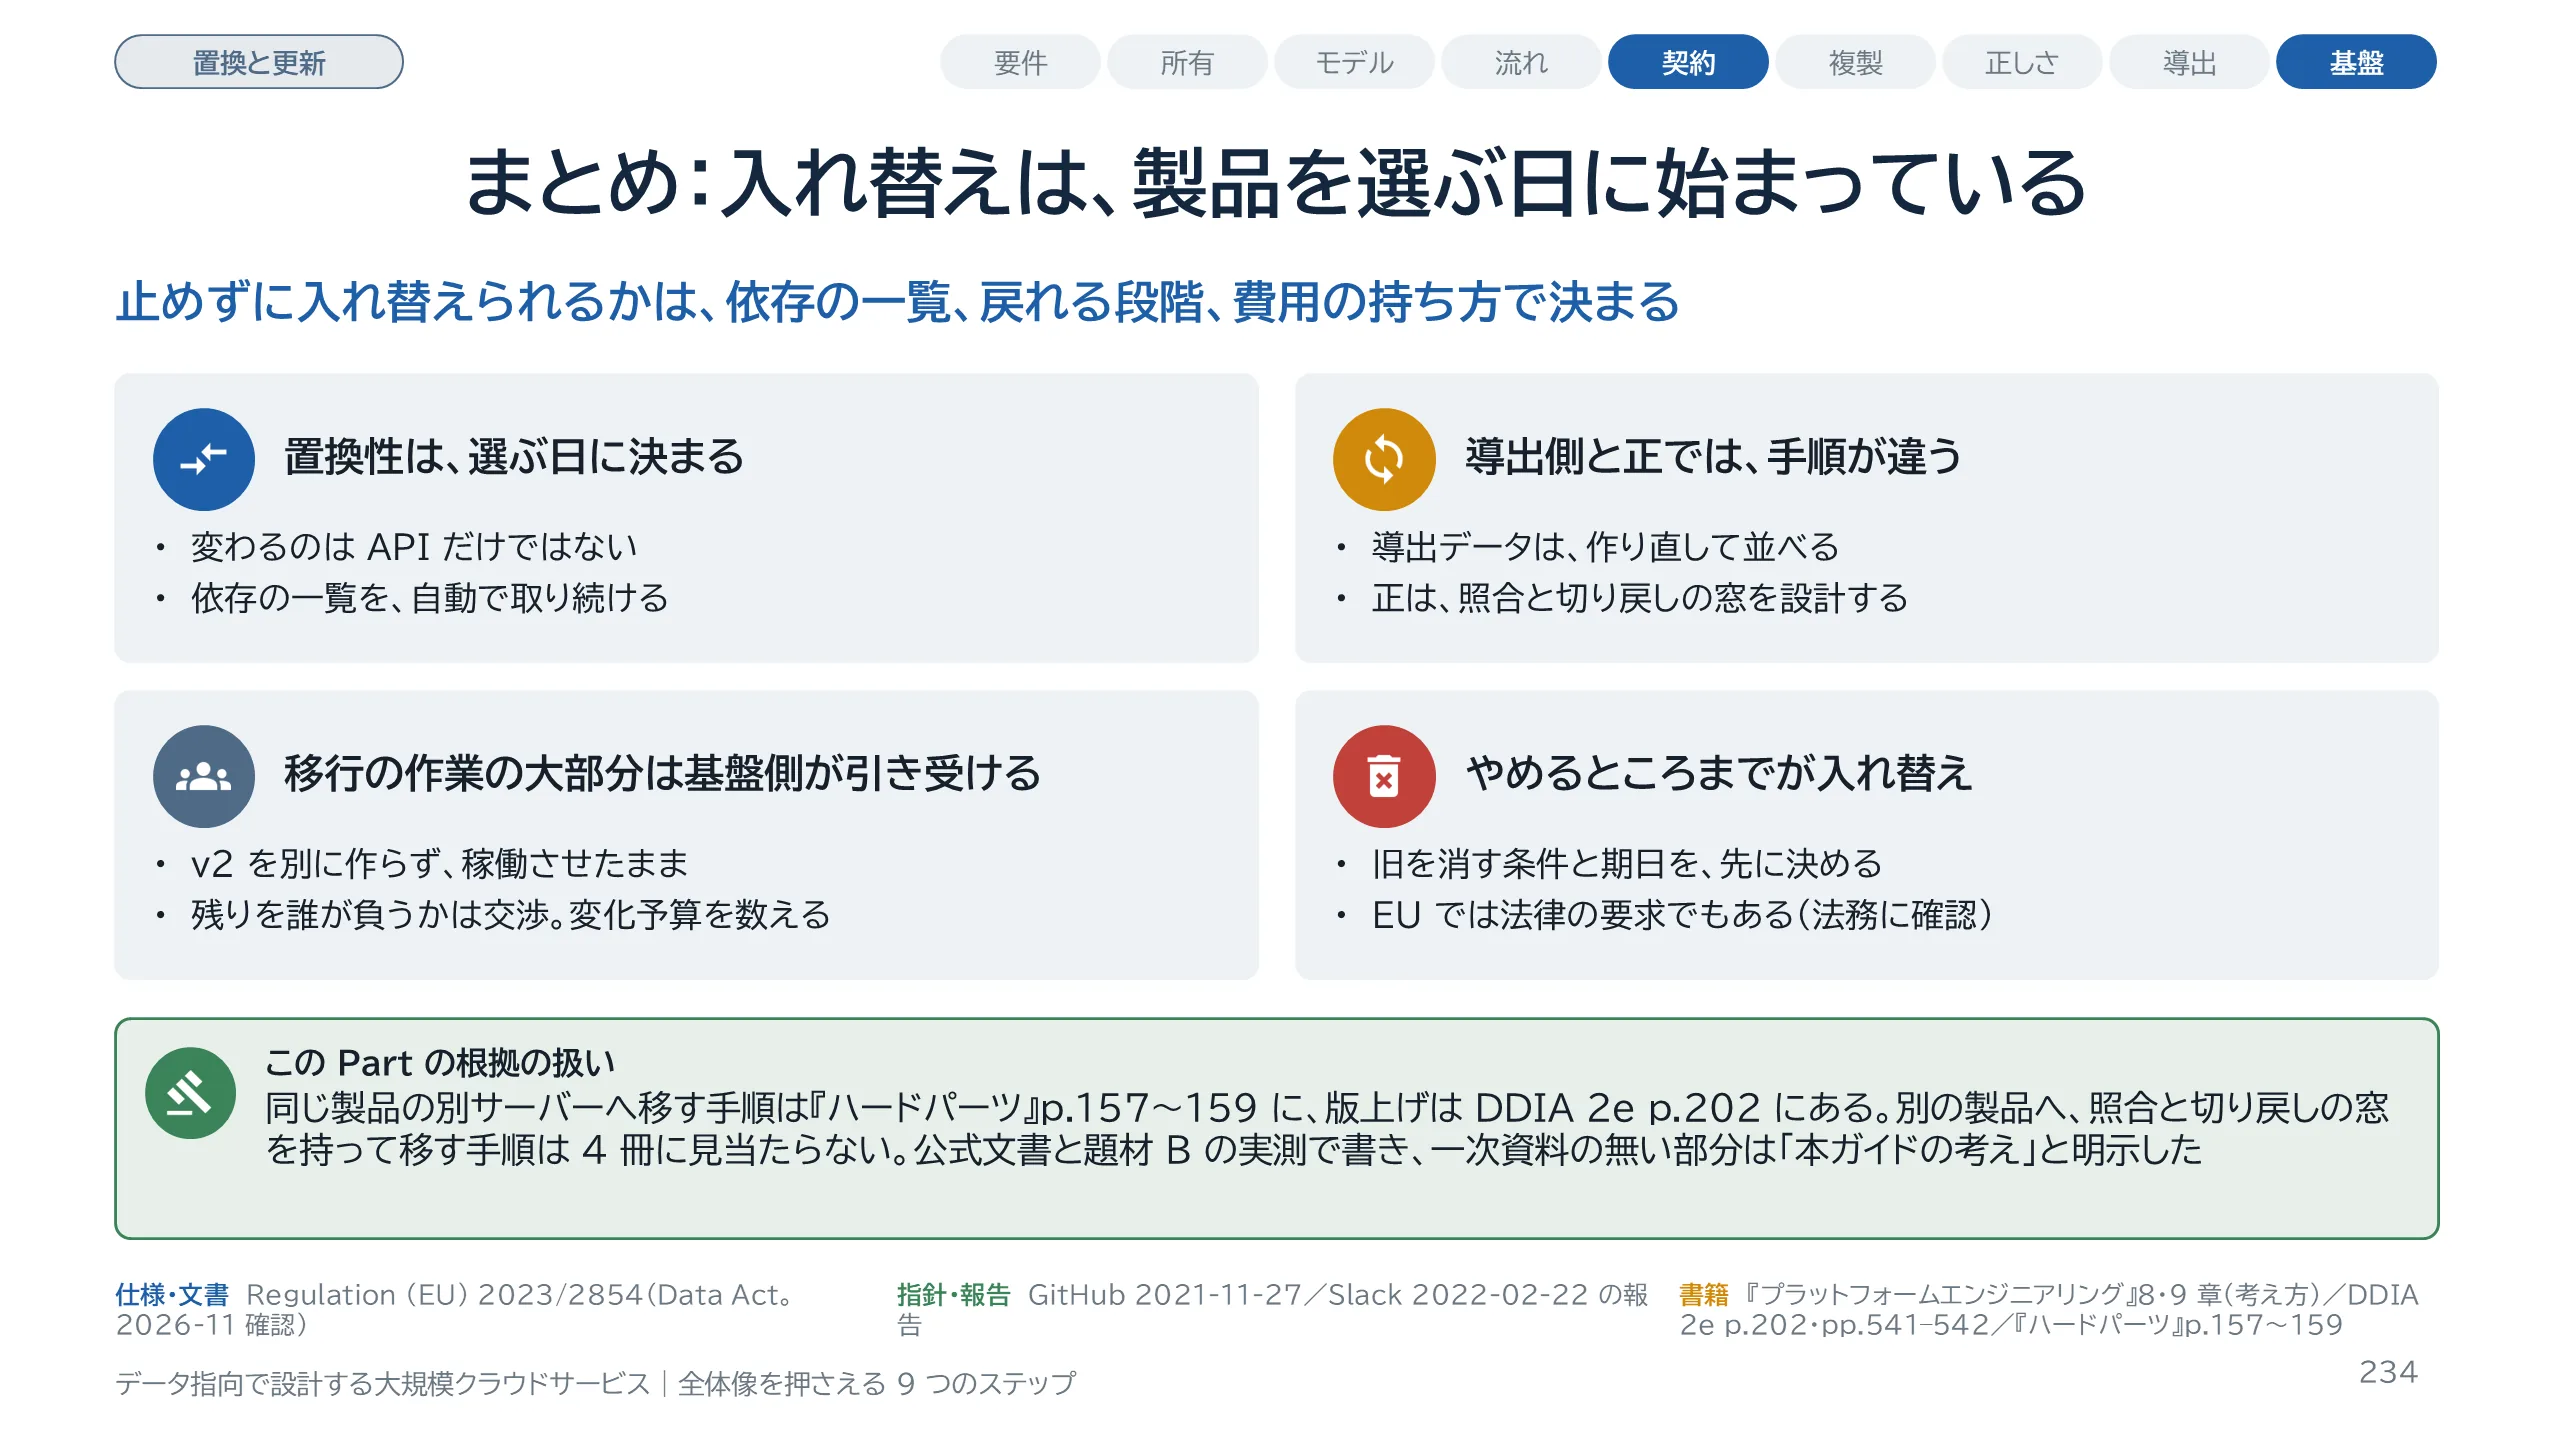 置換と更新
要件
所有
モデル
流れ
契約
複製
正しさ
導出
基盤
まとめ：入れ替えは、製品を選ぶ日に始まっている
止めずに入れ替えられるかは、依存の一覧、戻れる段階、費用の持ち方で決まる
置換性は、選ぶ日に決まる
• 変わるのは API だけではない
• 依存の一覧を、自動で取り続ける
導出側と正では、手順が違う
• 導出データは、作り直して並べる
• 正は、照合と切り戻しの窓を設計する
移行の作業の大部分は基盤側が引き受ける
• v2 を別に作らず、稼働させたまま
• 残りを誰が負うかは交渉。変化予算を数える
やめるところまでが入れ替え
• 旧を消す条件と期日を、先に決める
• EU では法律の要求でもある（法務に確認）
この Part の根拠の扱い
同じ製品の別サーバーへ移す手順は『ハードパーツ』p.157～159 に、版上げは DDIA 2e p.202 にある。別の製品へ、照合と切り戻しの窓
を持って移す手順は 4 冊に見当たらない。公式文書と題材 B の実測で書き、一次資料の無い部分は「本ガイドの考え」と明示した
仕様・文書 Regulation (EU) 2023/2854（Data Act。
2026-11 確認）
指針・報告 GitHub 2021-11-27／Slack 2022-02-22 の報
告
書籍 『プラットフォームエンジニアリング』8・9 章（考え方）／DDIA
2e p.202・pp.541–542／『ハードパーツ』p.157～159
データ指向で設計する大規模クラウドサービス｜全体像を押さえる 9 つのステップ
234